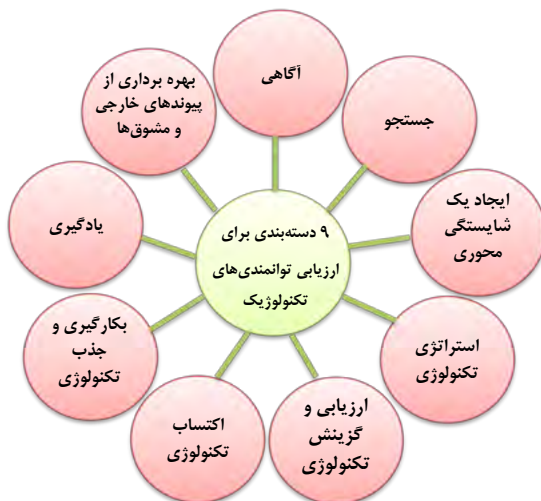 آگاهی
جستجو
ایجاد یک
شایستگی
محوری
استراتژی
تکنولوژی
ارزیابی و
گزینش
تکنولوژی
اکتساب
تکنولوژی
بکارگیری و
جذب
تکنولوژی
یادگیری
بهره برداری از
پیوندهای خارجی
و مشوق‌ها
۹ دسته‌بندی برای
ارزیابی توانمندی‌های
تکنولوژیک